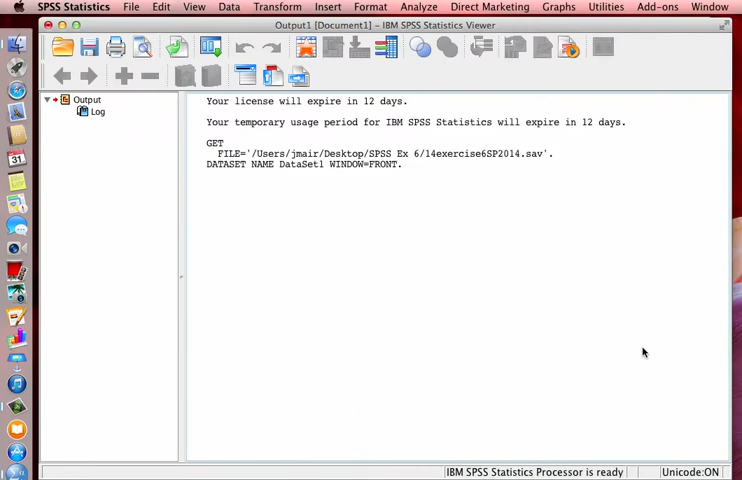 SPSS Statistics File Edit View Data Transform Insert Format Analyze Direct Marketing Graphs Utilities Add-ons Window
Output1 [Document1] – IBM SPSS Statistics Viewer
Output
Log
Your license will expire in 12 days.
Your temporary usage period for IBM SPSS Statistics will expire in 12 days.
GET
FILE='/Users/jmair/Desktop/SPSS Ex 6/14exercise6SP2014.sav'.
DATASET NAME DataSet1 WINDOW=FRONT.
31
IBM SPSS Statistics Processor is ready
Unicode:ON